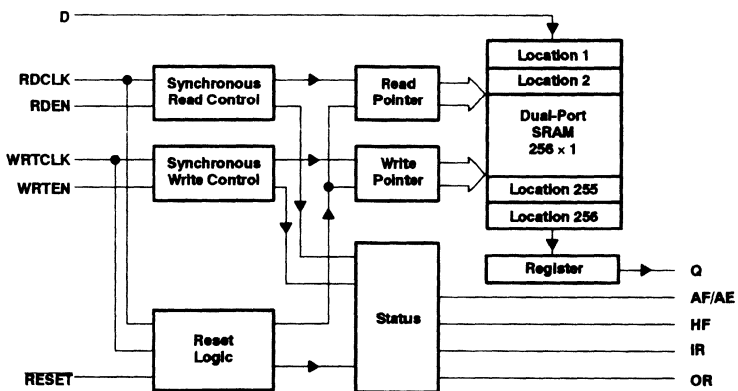 D
Location 1
Location 2
Dual-Port
SRAM
256 × 1
Location 255
Location 256
Register
RDCLK
RDEN
Synchronous
Read Control
Read
Pointer
WRTCLK
WRTEN
Synchronous
Write Control
Write
Pointer
Q
AF/AE
HF
IR
OR
Status
Reset
Logic
RESET